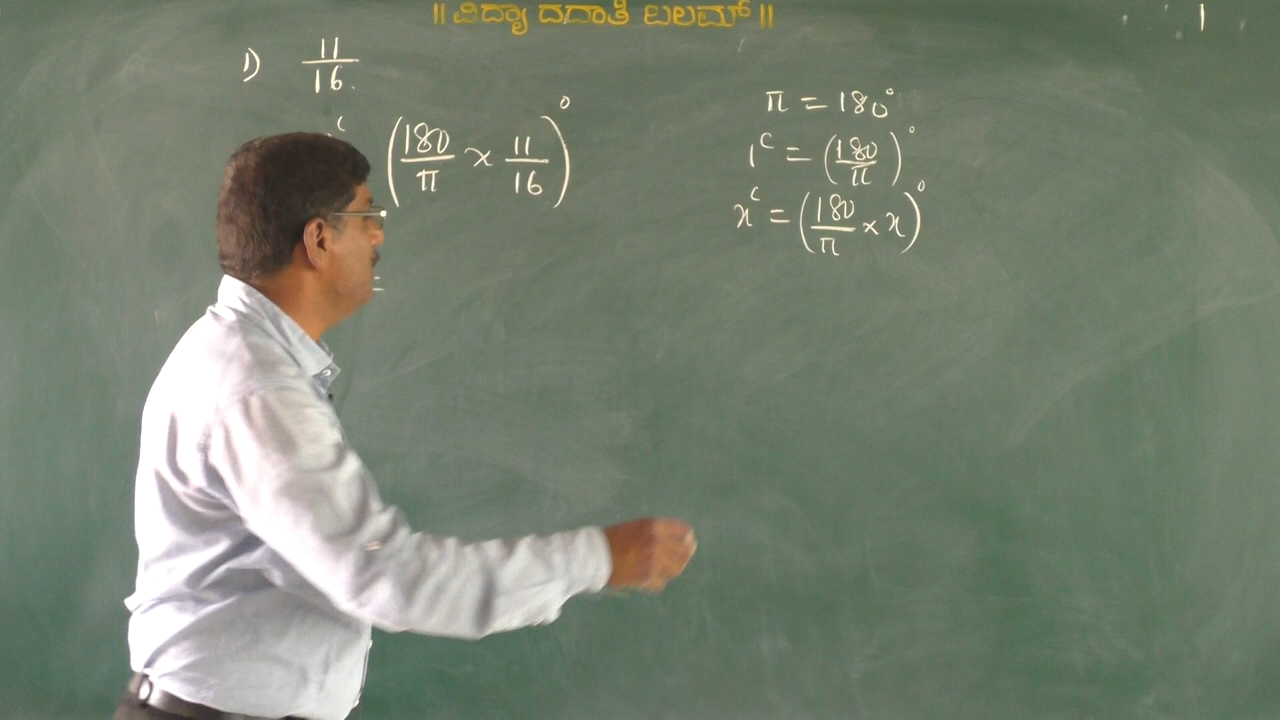 ॥ ವಿದ್ಯಾ ದದಾತಿ ಬಲಮ್ ॥
1) 11/16.
c (180/π × 11/16)°
=
π = 180°
1ᶜ = (180/π)°
xᶜ = (180/π × x)°